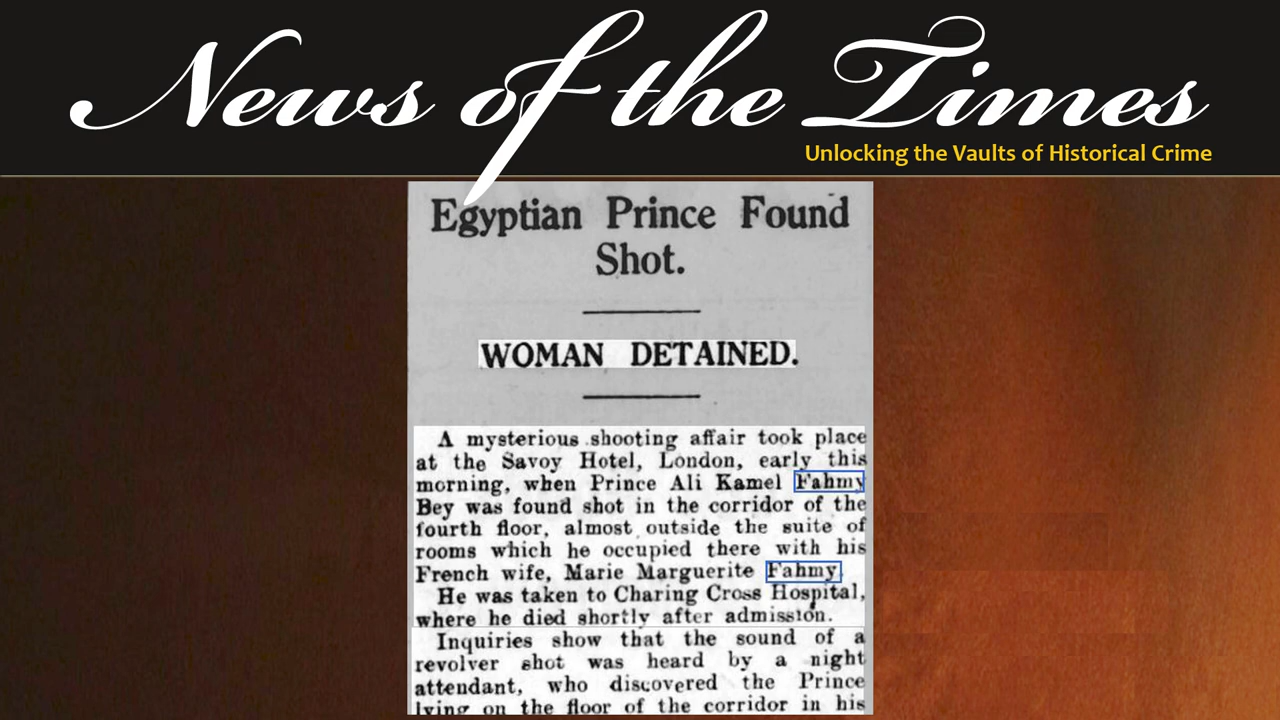 News of the Times
Unlocking the Vaults of Historical Crime
Egyptian Prince Found
Shot.
WOMAN DETAINED.
A mysterious shooting affair took place
at the Savoy Hotel, London, early this
morning, when Prince Ali Kamel Fahmy
Bey was found shot in the corridor of the
fourth floor, almost outside the suite of
rooms which he occupied there with his
French wife, Marie Marguerite Fahmy.
He was taken to Charing Cross Hospital,
where he died shortly after admission.
Inquiries show that the sound of a
revolver shot was heard by a night
attendant, who discovered the Prince
lying on the floor of the corridor in his